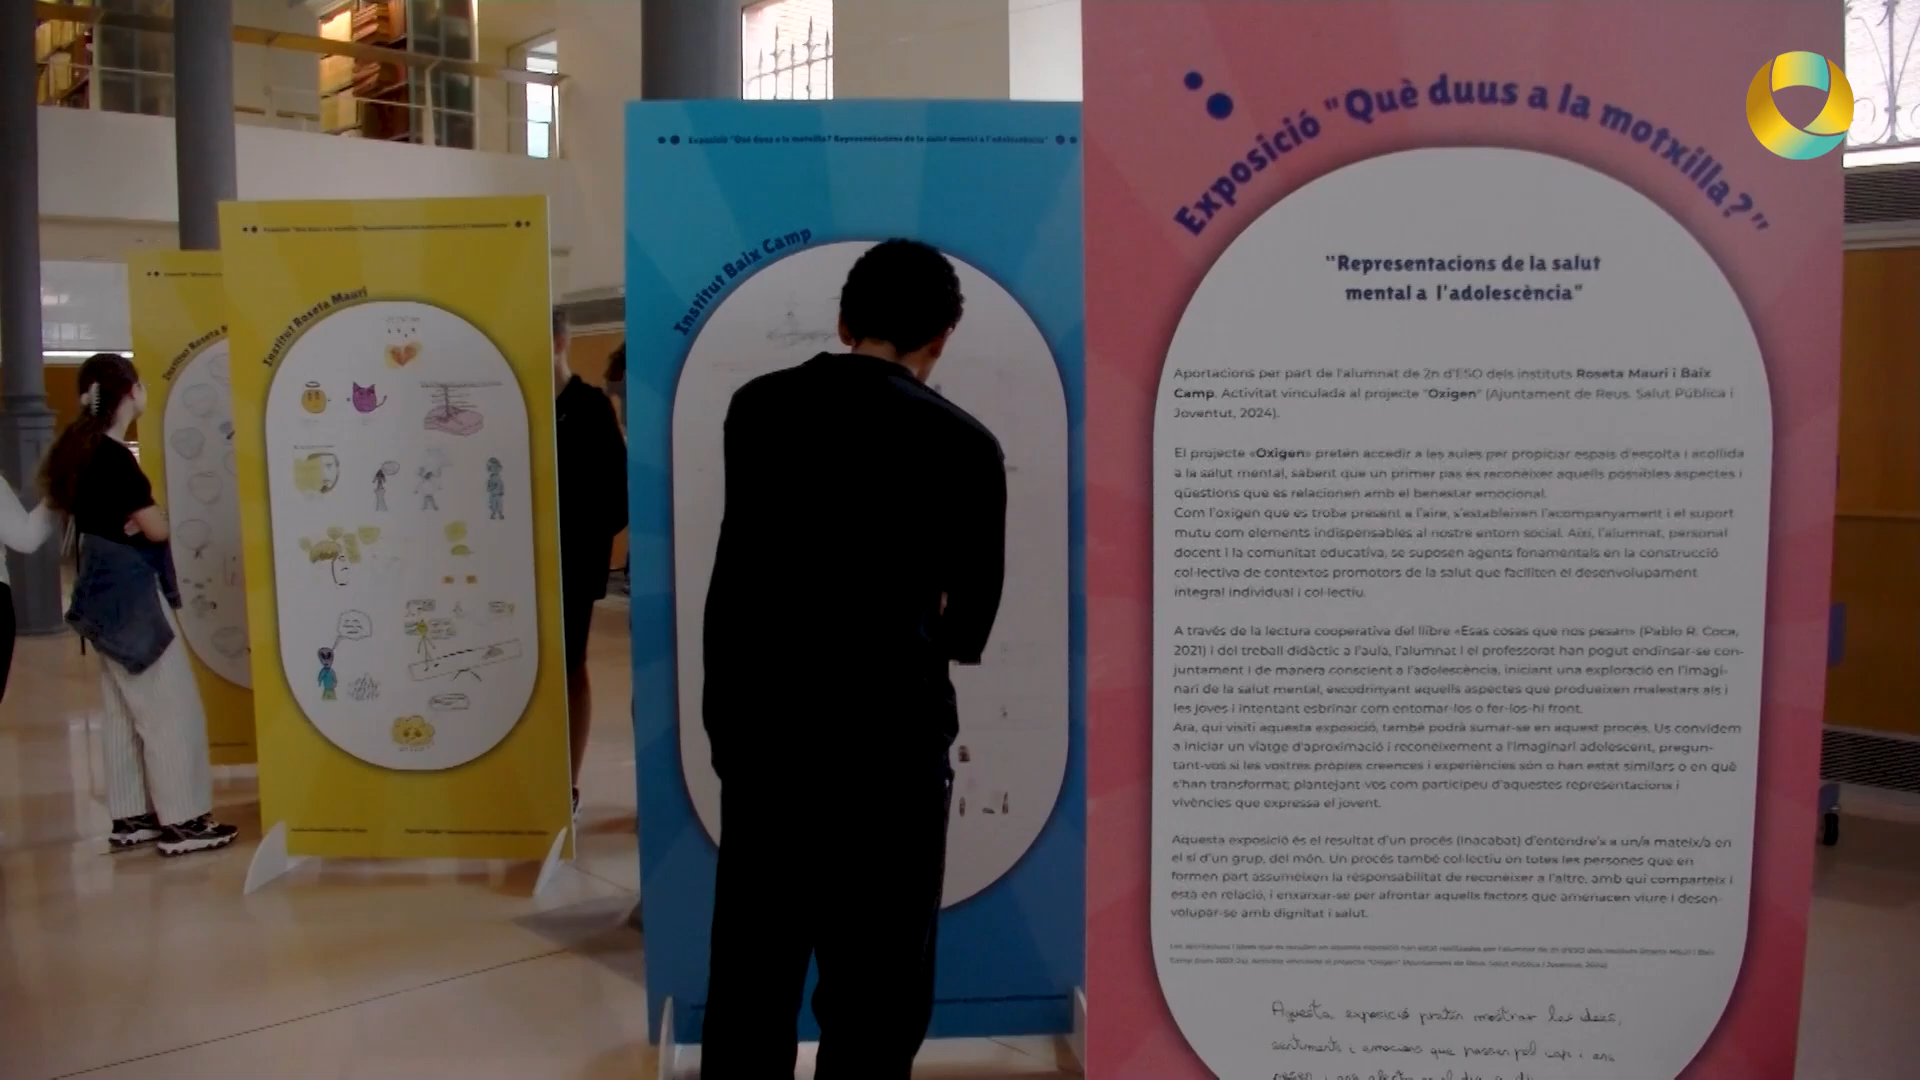 Exposició "Què duus a la motxilla?"
"Representacions de la salut
mental a l'adolescència"
Aportacions per part de l'alumnat de 2n d'ESO dels instituts Roseta Mauri i Baix
Camp. Activitat vinculada al projecte "Oxigen" (Ajuntament de Reus. Salut Pública i
Joventut, 2024).
El projecte «Oxigen» pretén accedir a les aules per propiciar espais d'escolta i acollida
a la salut mental, sabent que un primer pas és reconèixer aquells possibles aspectes i
qüestions que es relacionen amb el benestar emocional.
Com l'oxigen que es troba present a l'aire, s'estableixen l'acompanyament i el suport
mutu com elements indispensables al nostre entorn social. Així, l'alumnat, personal
docent i la comunitat educativa, se suposen agents fonamentals en la construcció
col·lectiva de contextos promotors de la salut que faciliten el desenvolupament
integral individual i col·lectiu.
A través de la lectura cooperativa del llibre «Esas cosas que nos pesan» (Pablo R. Coca,
2021) i del treball didàctic a l'aula, l'alumnat i el professorat han pogut endinsar-se con-
juntament i de manera conscient a l'adolescència, iniciant una exploració en l'imagi-
nari de la salut mental, escodrinyant aquells aspectes que produeixen malestars als i
les joves i intentant esbrinar com entomar-los o fer-los-hi front.
Ara, qui visiti aquesta exposició, també podrà sumar-se en aquest procés. Us convidem
a iniciar un viatge d'aproximació i reconeixement a l'imaginari adolescent, pregun-
tant-vos si les vostres pròpies creences i experiències són o han estat similars o en què
s'han transformat; plantejant-vos com participeu d'aquestes representacions i
vivències que expressa el jovent.
Aquesta exposició és el resultat d'un procés (inacabat) d'entendre's a un/a mateix/a en
el sí d'un grup, del món. Un procés també col·lectiu on totes les persones que en
formen part assumeixen la responsabilitat de reconèixer a l'altre, amb qui comparteix i
està en relació, i enxarxar-se per afrontar aquells factors que amenacen viure i desen-
volupar-se amb dignitat i salut.
Aquesta exposició pretén mostrar les idees,
sentiments i emocions que passen pel cap i ens
Exposició "Què duus a la motxilla? Representacions de la salut mental a l'adolescència"
Institut Baix Camp
Institut Roseta Mauri
Institut Roseta